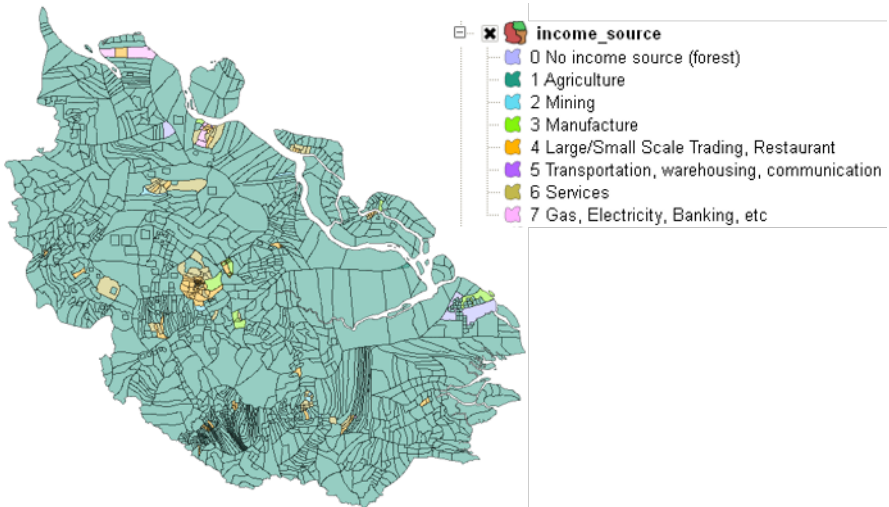 income_source
0 No income source (forest)
1 Agriculture
2 Mining
3 Manufacture
4 Large/Small Scale Trading, Restaurant
5 Transportation, warehousing, communication
6 Services
7 Gas, Electricity, Banking, etc